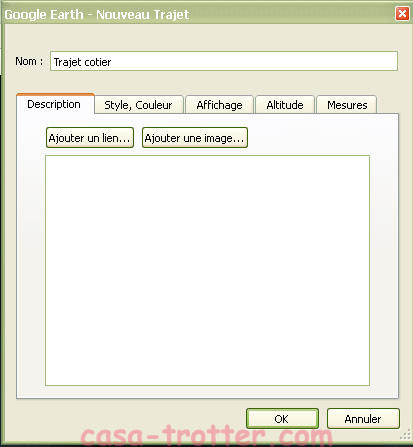 Google Earth - Nouveau Trajet
Nom : Trajet cotier
Description Style, Couleur Affichage Altitude Mesures
Ajouter un lien... Ajouter une image...
OK Annuler
casa-trotter.com